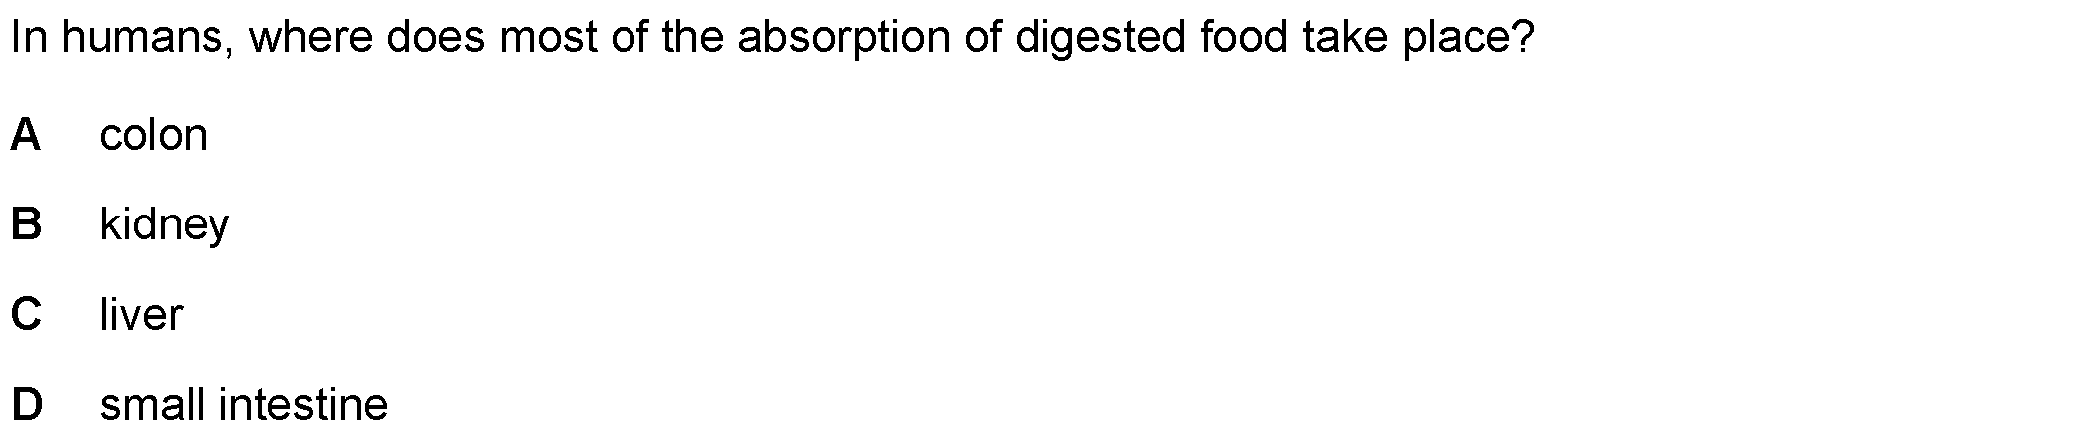 In humans, where does most of the absorption of digested food take place?
A colon
B kidney
C liver
D small intestine